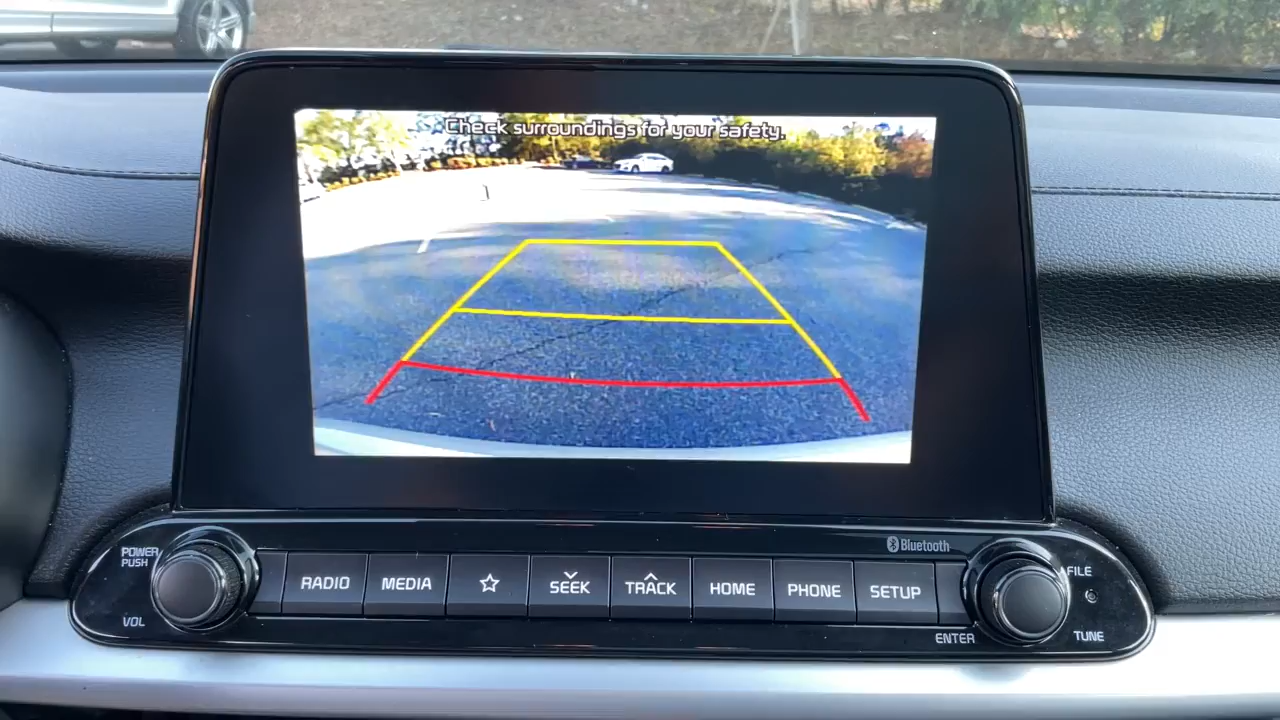 Check surroundings for your safety.
Bluetooth
POWER
PUSH
RADIO
MEDIA
SEEK
TRACK
HOME
PHONE
SETUP
FILE
VOL
ENTER
TUNE